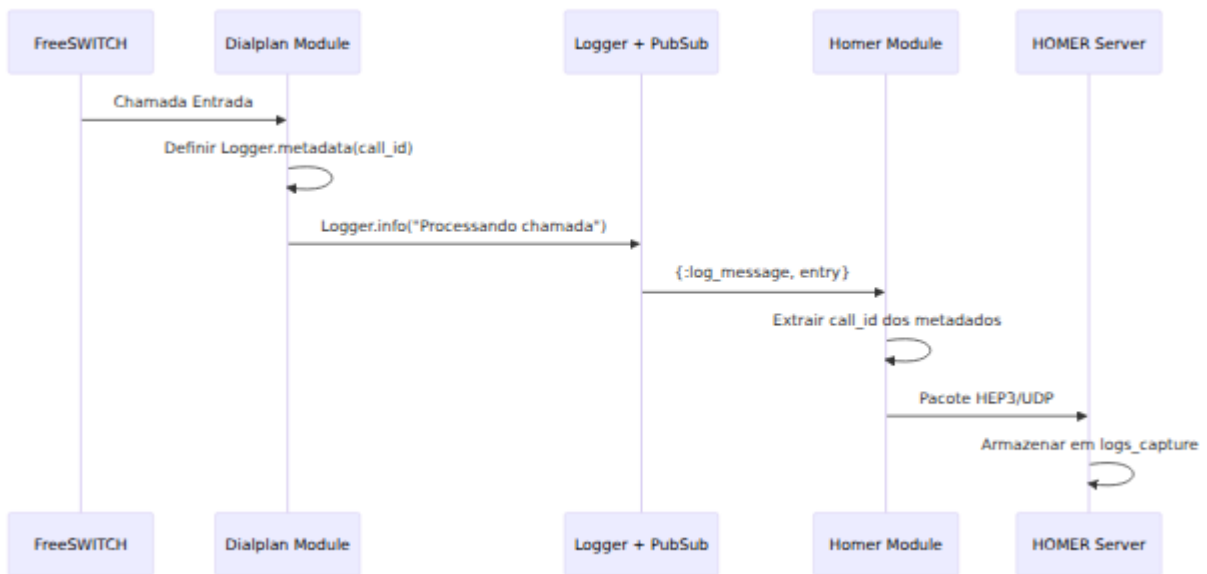 FreeSWITCH
Dialplan Module
Logger + PubSub
Homer Module
HOMER Server
Chamada Entrada
Definir Logger.metadata(call_id)
Logger.info("Processando chamada")
{:log_message, entry}
Extrair call_id dos metadados
Pacote HEP3/UDP
Armazenar em logs_capture
FreeSWITCH
Dialplan Module
Logger + PubSub
Homer Module
HOMER Server